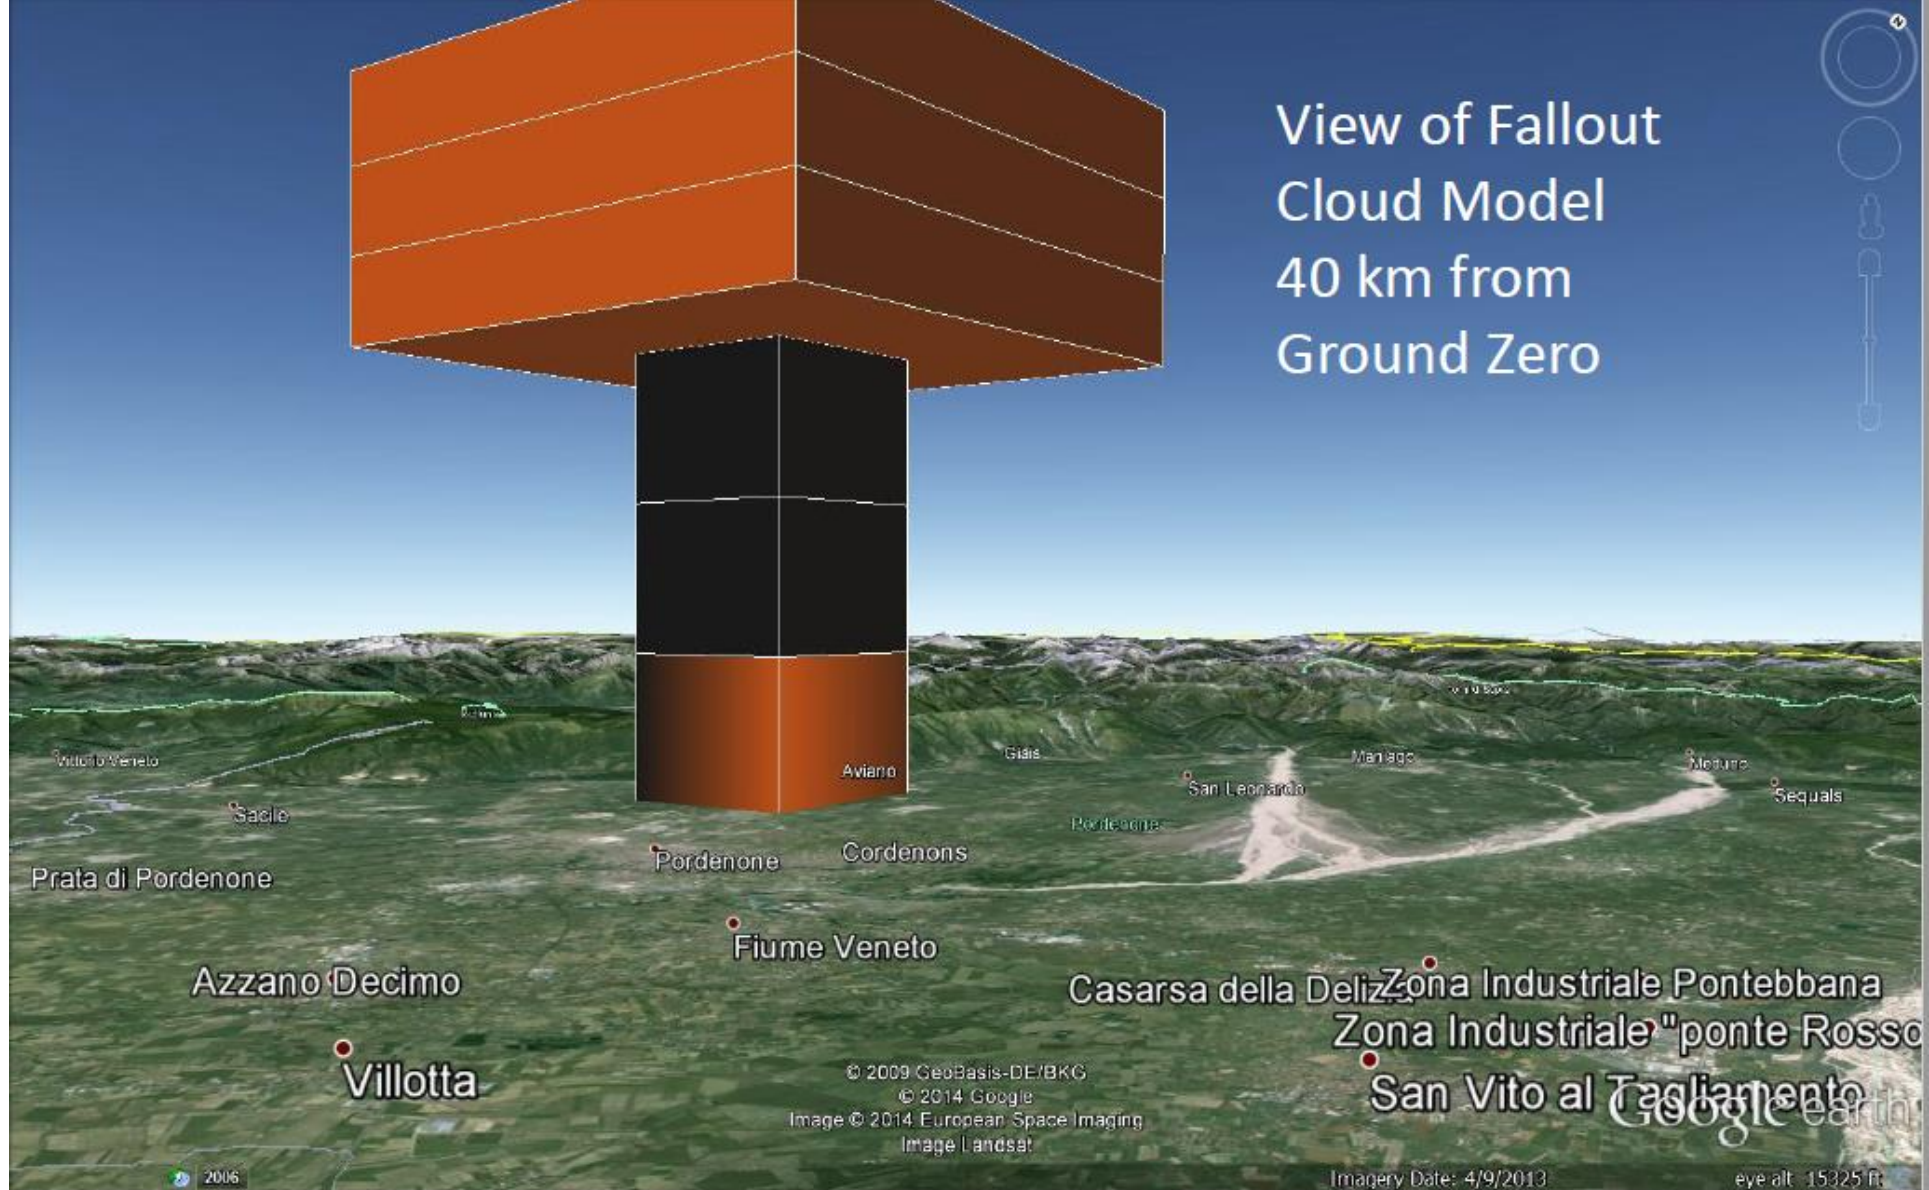 N
View of Fallout
Cloud Model
40 km from
Ground Zero
Vittorio Veneto
Aviano
Giais
San Leonardo
Maniago
Meduno
Sequals
Sacile
Pordenone
Prata di Pordenone
Pordenone
Cordenons
Fiume Veneto
Azzano Decimo
Casarsa della Delizia
Zona Industriale Pontebbana
Zona Industriale "ponte Rosso
Villotta
San Vito al Tagliamento
© 2009 GeoBasis-DE/BKG
© 2014 Google
Image © 2014 European Space Imaging
Image Landsat
Google earth
2006
Imagery Date: 4/9/2013
eye alt 15325 ft